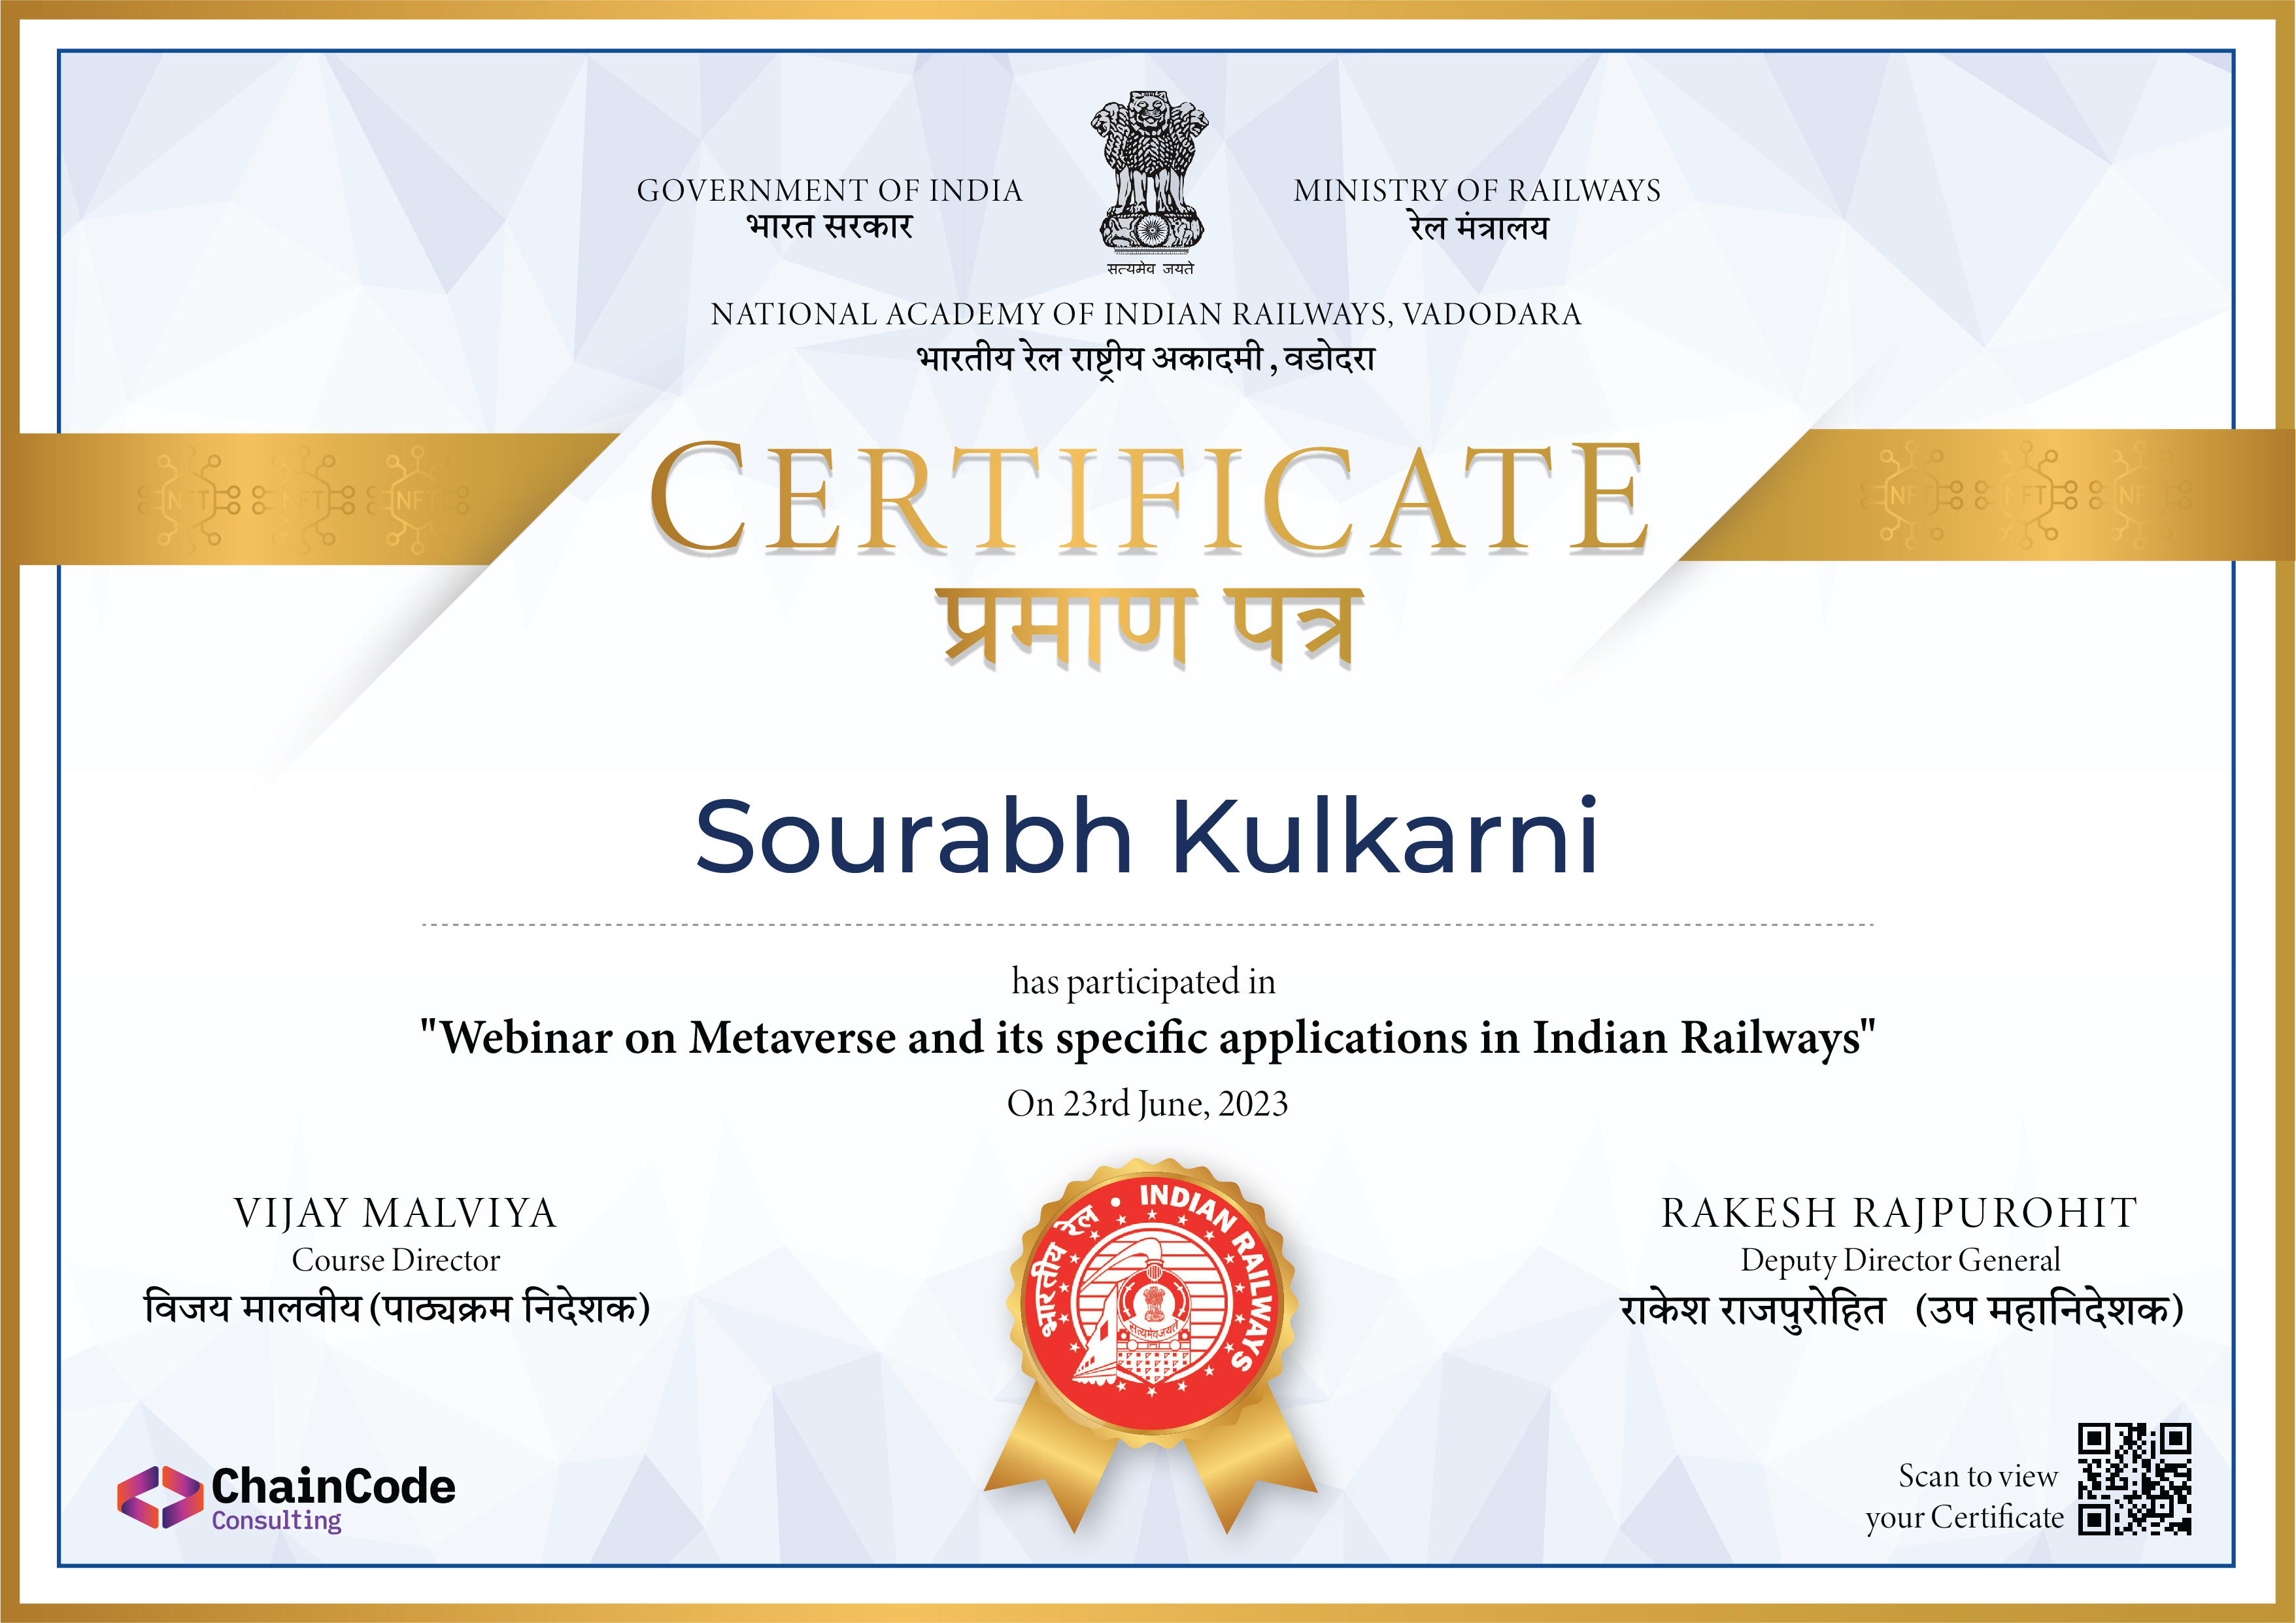 GOVERNMENT OF INDIA
भारत सरकार
MINISTRY OF RAILWAYS
रेल मंत्रालय
सत्यमेव जयते
NATIONAL ACADEMY OF INDIAN RAILWAYS, VADODARA
भारतीय रेल राष्ट्रीय अकादमी , वडोदरा
NFT NFT NFT
CERTIFICATE
NFT NFT NFT
प्रमाण पत्र
Sourabh Kulkarni
has participated in
"Webinar on Metaverse and its specific applications in Indian Railways"
On 23rd June, 2023
VIJAY MALVIYA
Course Director
विजय मालवीय (पाठ्यक्रम निदेशक)
भारतीय रेल • INDIAN RAILWAYS
सत्यमेव जयते
RAKESH RAJPUROHIT
Deputy Director General
राकेश राजपुरोहित (उप महानिदेशक)
ChainCode
Consulting
Scan to view
your Certificate